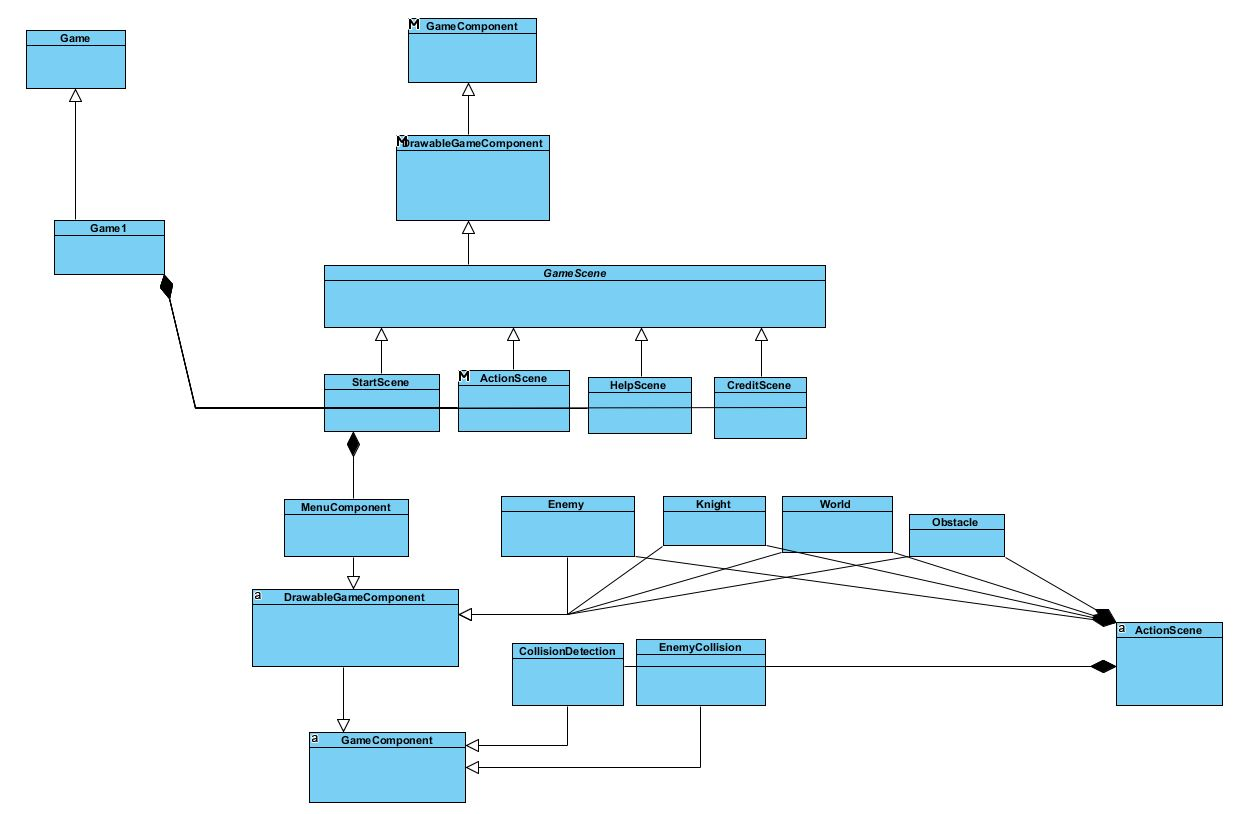 M
GameComponent
Game
M
DrawableGameComponent
Game1
GameScene
StartScene
M
ActionScene
HelpScene
CreditScene
MenuComponent
Enemy
Knight
World
Obstacle
a
DrawableGameComponent
a
ActionScene
CollisionDetection
EnemyCollision
a
GameComponent